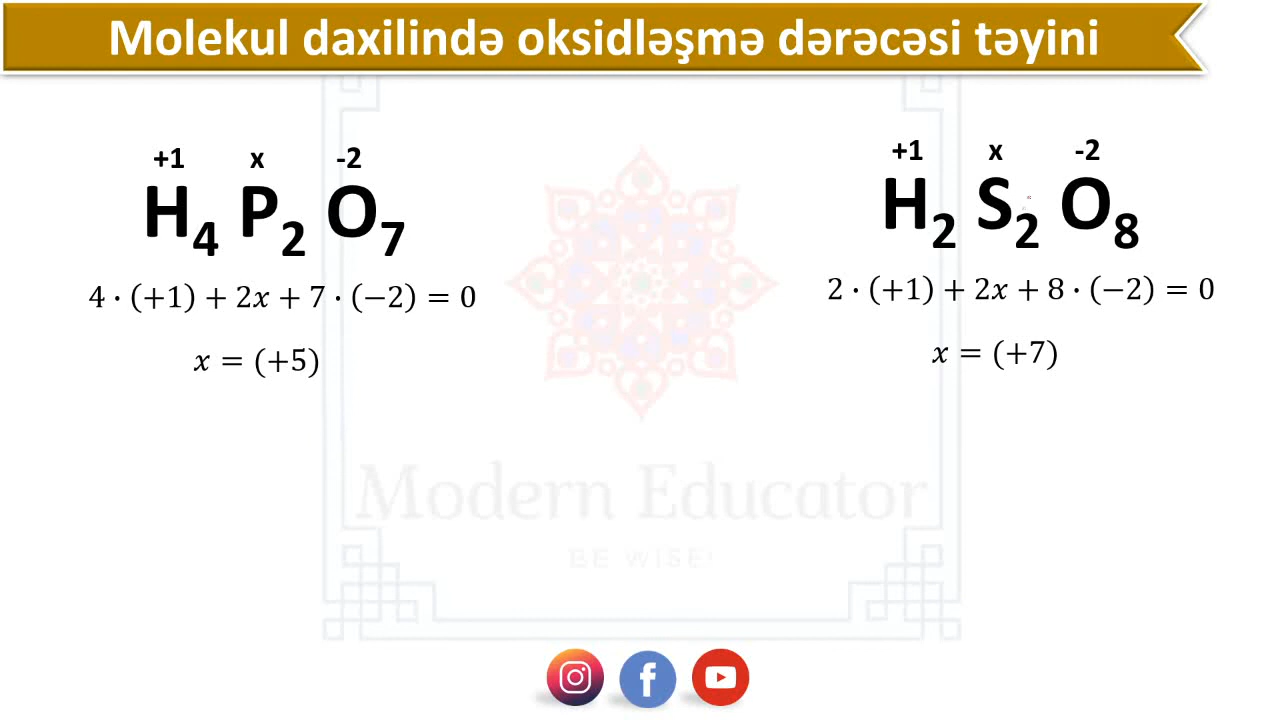 Molekul daxilində oksidləşmə dərəcəsi təyini
+1 x -2
H₄ P₂ O₇
4 · (+1) + 2x + 7 · (−2) = 0
x = (+5)
+1 x -2
H₂ S₂ O₈
2 · (+1) + 2x + 8 · (−2) = 0
x = (+7)
Modern Educator
BE WISE!